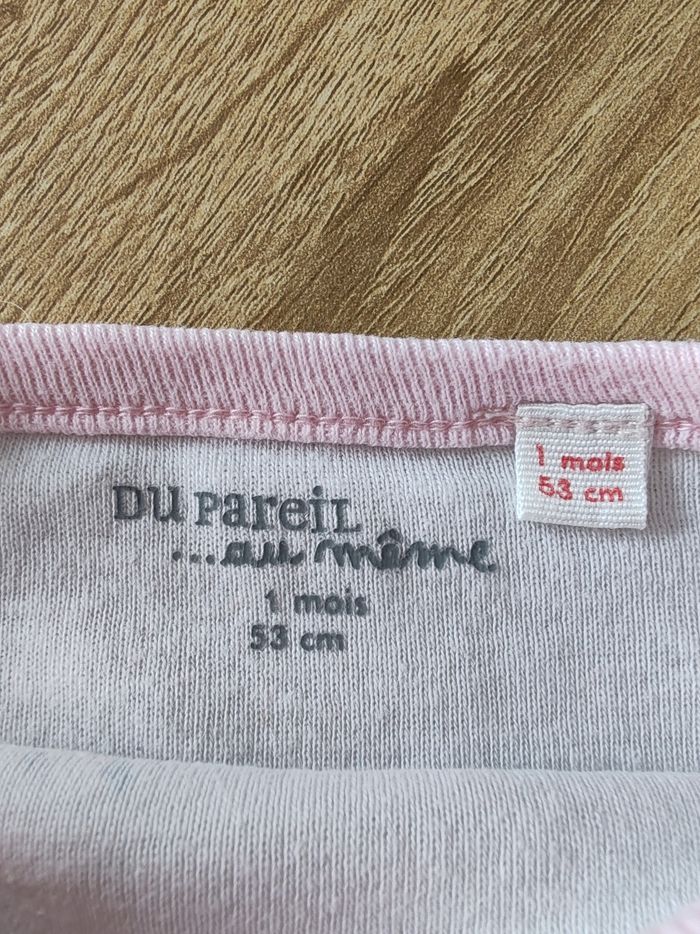 DU PAREIL
...au même
1 mois
53 cm
1 mois
53 cm